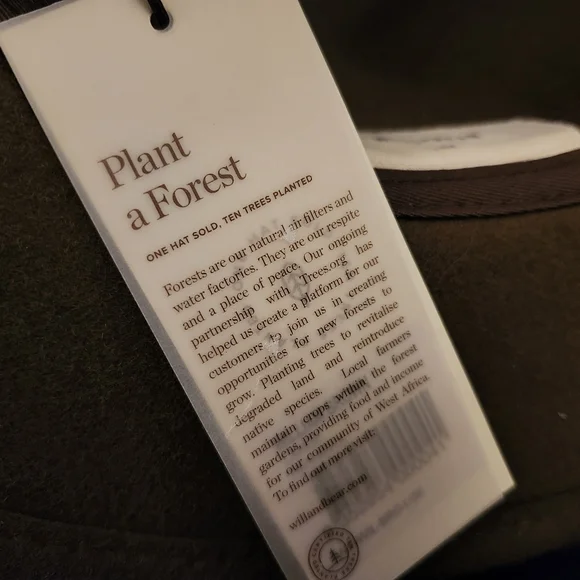 Plant
a Forest
ONE HAT SOLD, TEN TREES PLANTED
Forests are our natural air filters and
water factories. They are our respite
and a place of peace. Our ongoing
partnership with Trees.org has
helped us create a platform for our
customers to join us in creating
opportunities for new forests to
grow. Planting trees to revitalise
degraded land and reintroduce
native species. Local farmers
maintain crops within the forest
gardens, providing food and income
for our community of West Africa.
To find out more visit:
willandbear.com